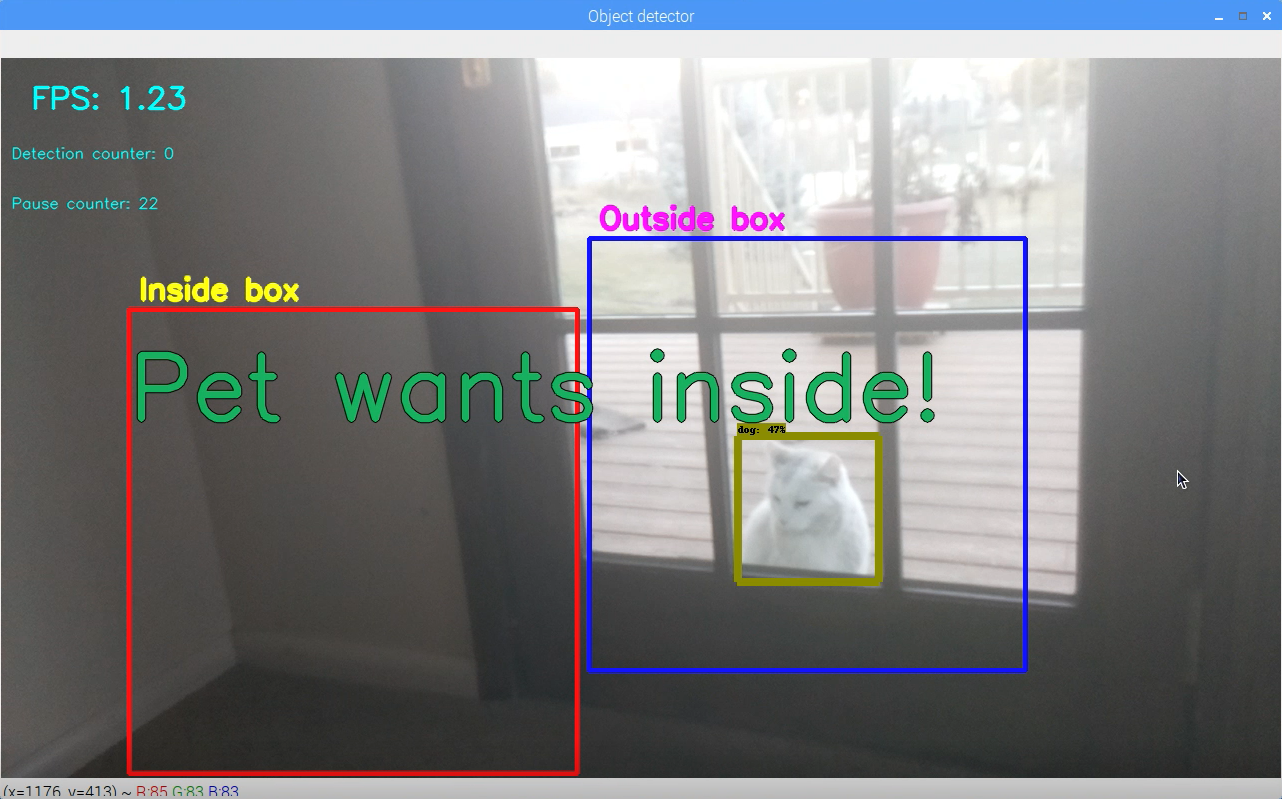 Object detector
FPS: 1.23
Detection counter: 0
Pause counter: 22
Outside box
Inside box
Pet wants inside!
dog: 47%
(x=1176, y=413) ~ R:85 G:83 B:83